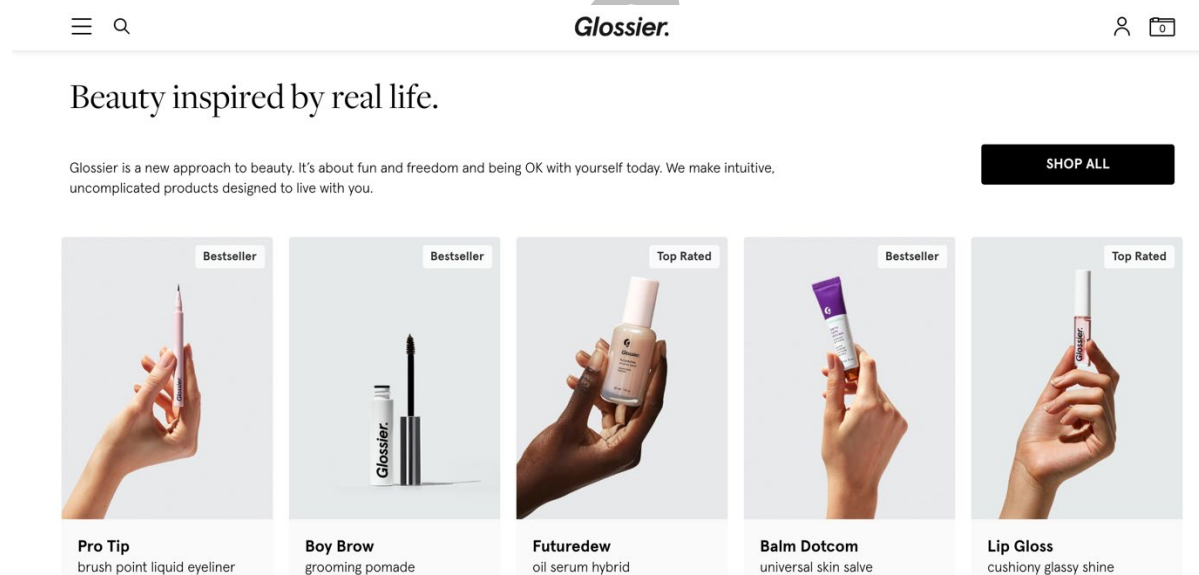 Glossier.
0
Beauty inspired by real life.
Glossier is a new approach to beauty. It’s about fun and freedom and being OK with yourself today. We make intuitive,
uncomplicated products designed to live with you.
SHOP ALL
Bestseller
Bestseller
Top Rated
Bestseller
Top Rated
Glossier.
Glossier.
Glossier.
Glossier.
Pro Tip
brush point liquid eyeliner
Boy Brow
grooming pomade
Futuredew
oil serum hybrid
Balm Dotcom
universal skin salve
Lip Gloss
cushiony glassy shine